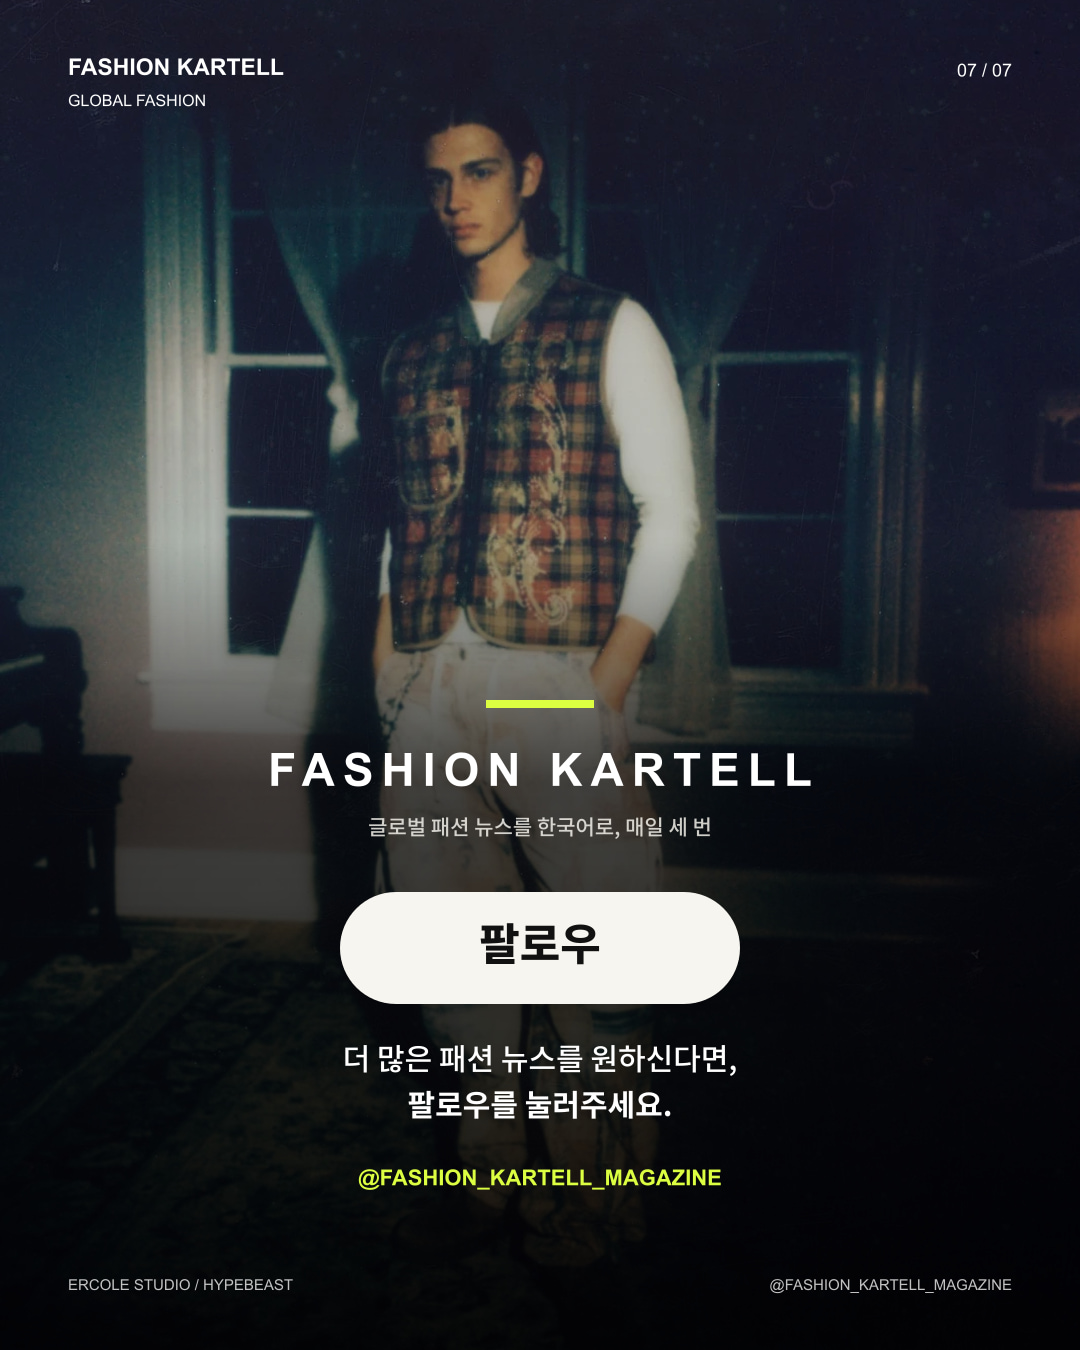 FASHION KARTELL
GLOBAL FASHION
07 / 07
FASHION KARTELL
글로벌 패션 뉴스를 한국어로, 매일 세 번
팔로우
더 많은 패션 뉴스를 원하신다면,
팔로우를 눌러주세요.
@FASHION_KARTELL_MAGAZINE
ERCOLE STUDIO / HYPEBEAST
@FASHION_KARTELL_MAGAZINE